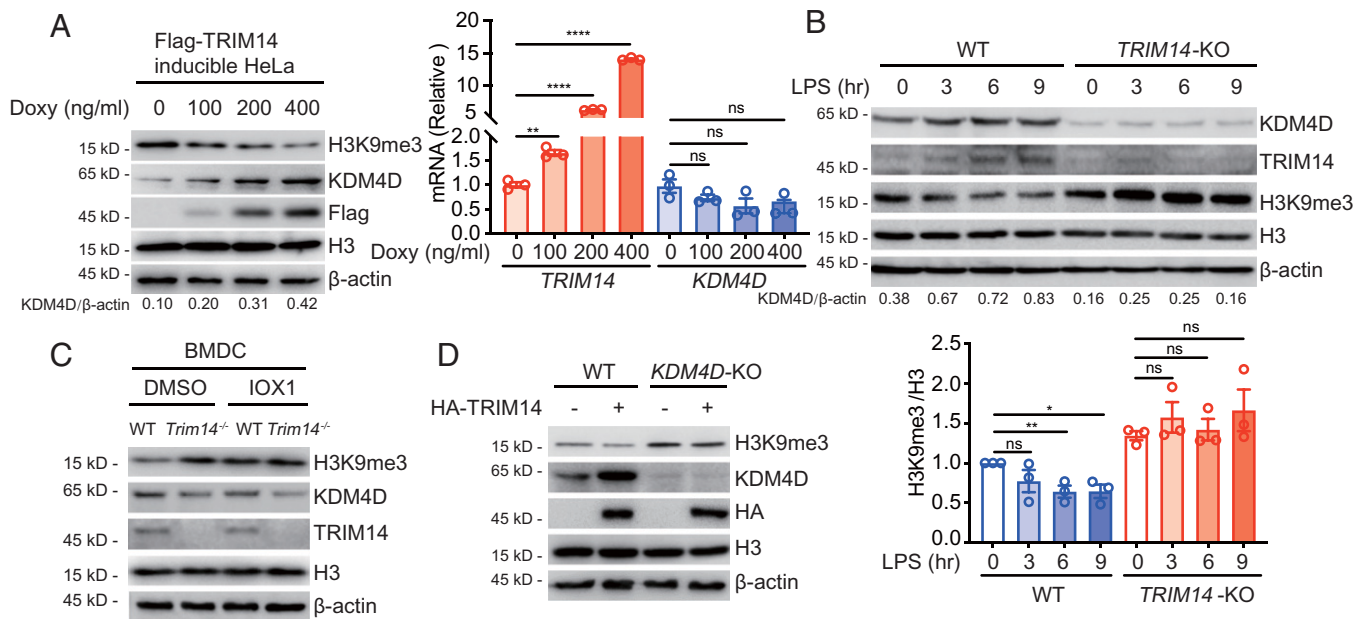 A
Flag-TRIM14
inducible HeLa
Doxy (ng/ml) 0 100 200 400
15 kD - H3K9me3
65 kD - KDM4D
45 kD - Flag
15 kD - H3
45 kD - β-actin
KDM4D/β-actin 0.10 0.20 0.31 0.42
mRNA (Relative)
20
15
10
5
2.0
1.5
1.0
0.5
0.0
****
****
**
ns
ns
ns
Doxy (ng/ml) 0 100 200 400 0 100 200 400
TRIM14 KDM4D
B
WT TRIM14-KO
LPS (hr) 0 3 6 9 0 3 6 9
65 kD - KDM4D
45 kD - TRIM14
15 kD - H3K9me3
15 kD - H3
45 kD - β-actin
KDM4D/β-actin 0.38 0.67 0.72 0.83 0.16 0.25 0.25 0.16
H3K9me3/H3
2.5
2.0
1.5
1.0
0.5
0.0
ns
**
*
ns
ns
ns
LPS (hr) 0 3 6 9 0 3 6 9
WT TRIM14-KO
C
BMDC
DMSO IOX1
WT Trim14-/- WT Trim14-/-
15 kD - H3K9me3
65 kD - KDM4D
45 kD - TRIM14
15 kD - H3
45 kD - β-actin
D
WT KDM4D-KO
HA-TRIM14 - + - +
15 kD - H3K9me3
65 kD - KDM4D
45 kD - HA
15 kD - H3
45 kD - β-actin